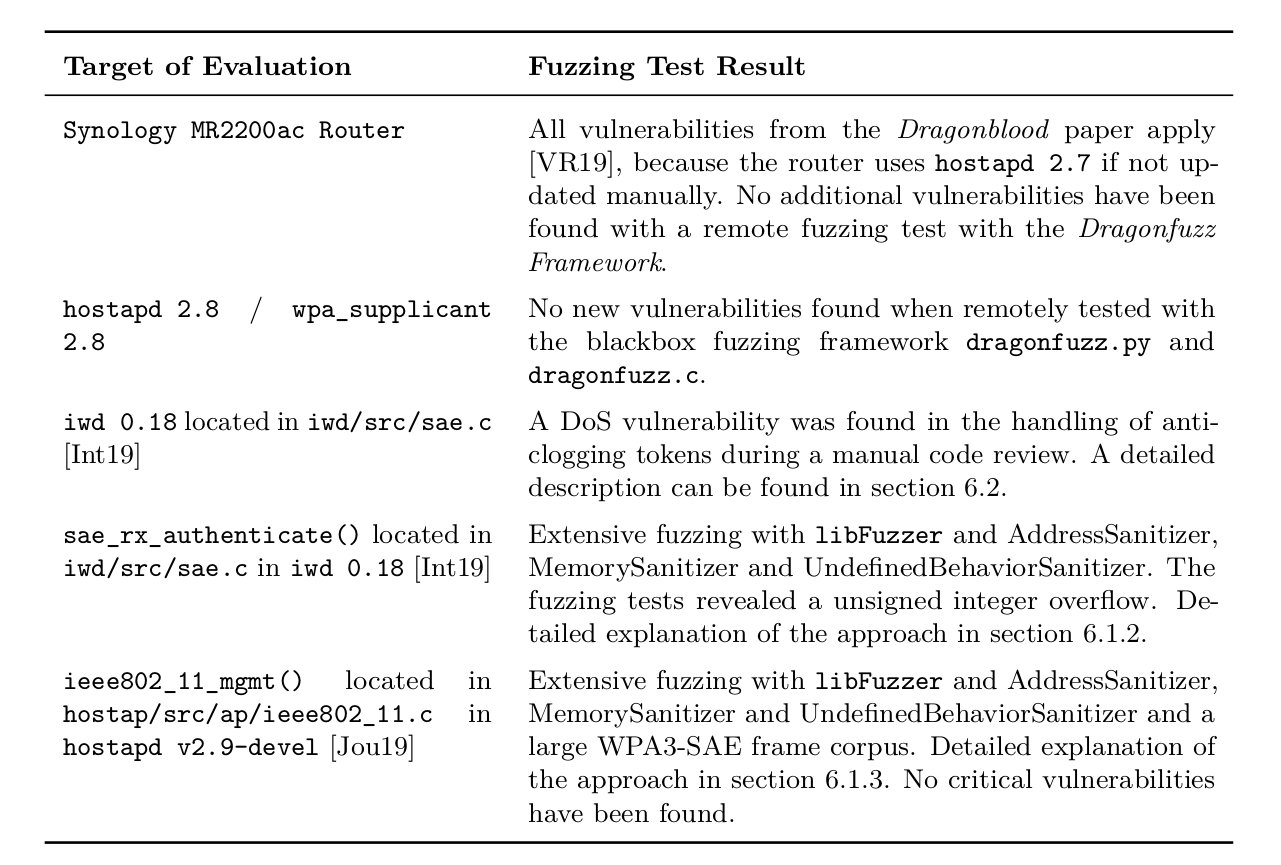 Target of Evaluation Fuzzing Test Result
Synology MR2200ac Router All vulnerabilities from the Dragonblood paper apply
[VR19], because the router uses hostapd 2.7 if not up-
dated manually. No additional vulnerabilities have been
found with a remote fuzzing test with the Dragonfuzz
Framework.
hostapd 2.8 / wpa_supplicant No new vulnerabilities found when remotely tested with
2.8 the blackbox fuzzing framework dragonfuzz.py and
dragonfuzz.c.
iwd 0.18 located in iwd/src/sae.c A DoS vulnerability was found in the handling of anti-
[Int19] clogging tokens during a manual code review. A detailed
description can be found in section 6.2.
sae_rx_authenticate() located in Extensive fuzzing with libFuzzer and AddressSanitizer,
iwd/src/sae.c in iwd 0.18 [Int19] MemorySanitizer and UndefinedBehaviorSanitizer. The
fuzzing tests revealed a unsigned integer overflow. De-
tailed explanation of the approach in section 6.1.2.
ieee802_11_mgmt() located in Extensive fuzzing with libFuzzer and AddressSanitizer,
hostap/src/ap/ieee802_11.c in MemorySanitizer and UndefinedBehaviorSanitizer and a
hostapd v2.9-devel [Jou19] large WPA3-SAE frame corpus. Detailed explanation of
the approach in section 6.1.3. No critical vulnerabilities
have been found.